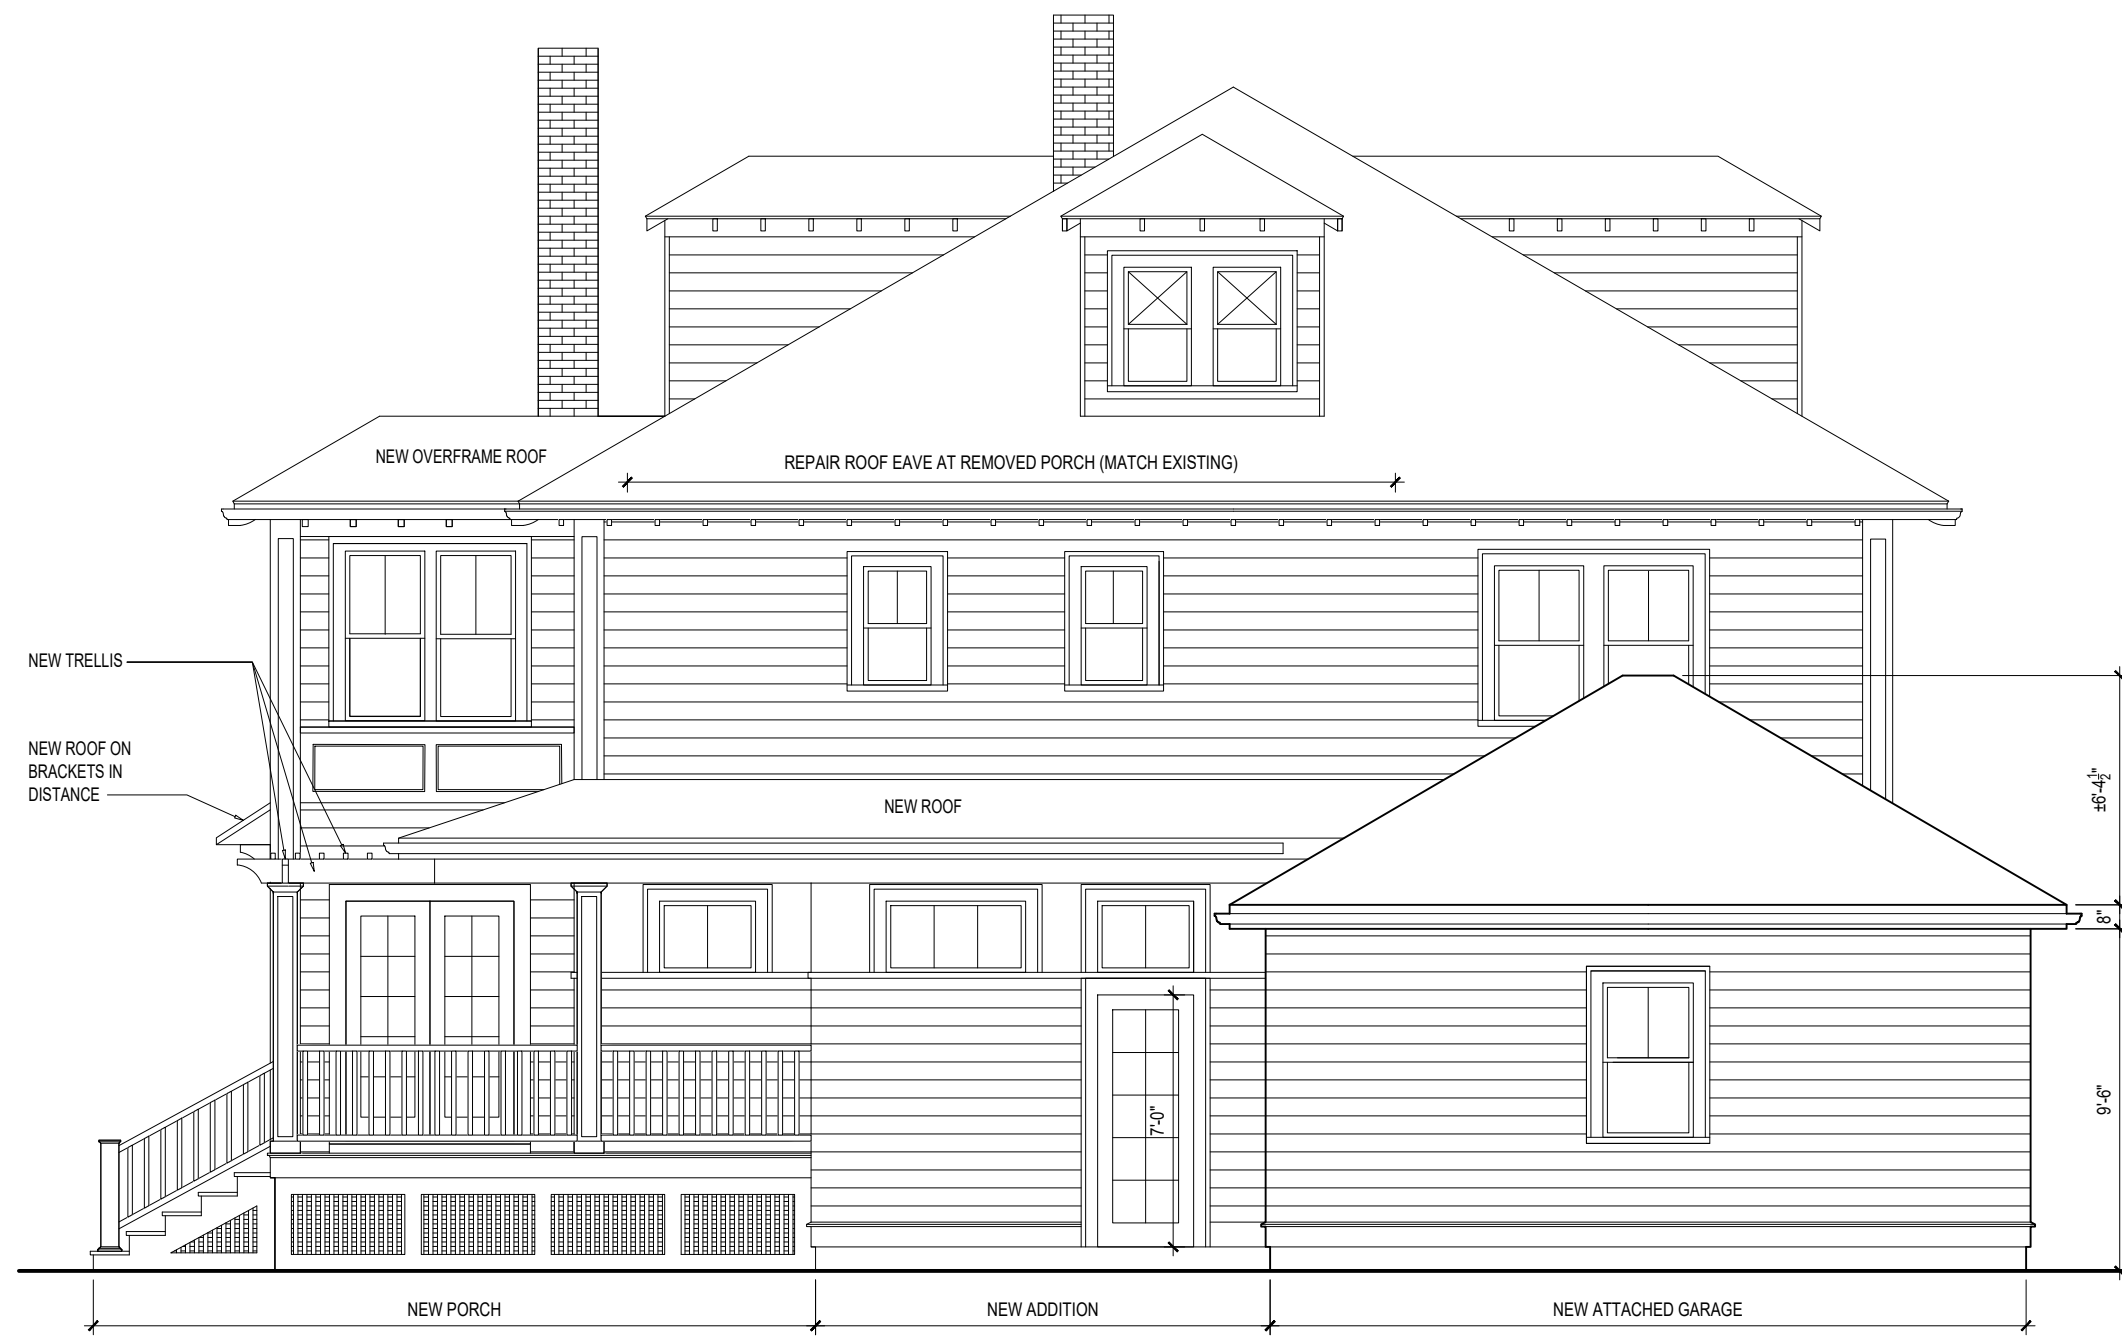 NEW OVERFRAME ROOF
REPAIR ROOF EAVE AT REMOVED PORCH (MATCH EXISTING)
NEW TRELLIS
NEW ROOF ON
BRACKETS IN
DISTANCE
NEW ROOF
±6'-4½"
8"
9'-6"
7'-0"
NEW PORCH
NEW ADDITION
NEW ATTACHED GARAGE